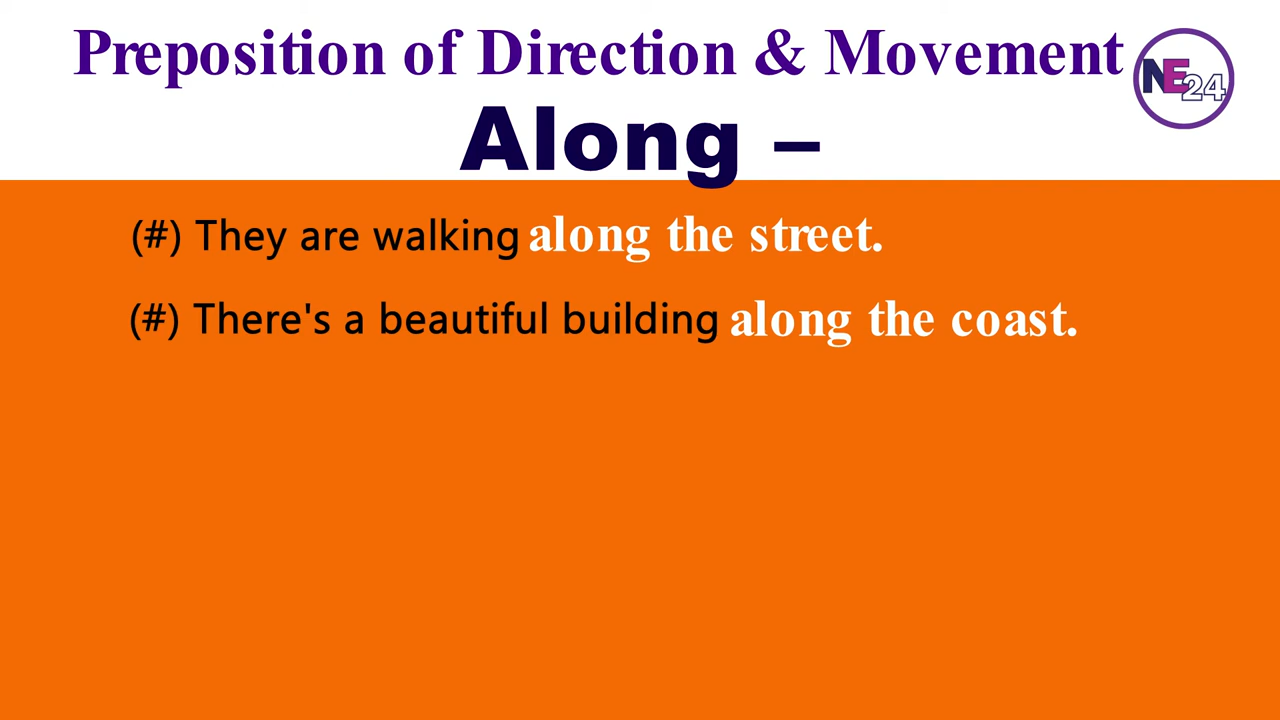 Preposition of Direction & Movement
NE24
Along –
(#) They are walking along the street.
(#) There's a beautiful building along the coast.